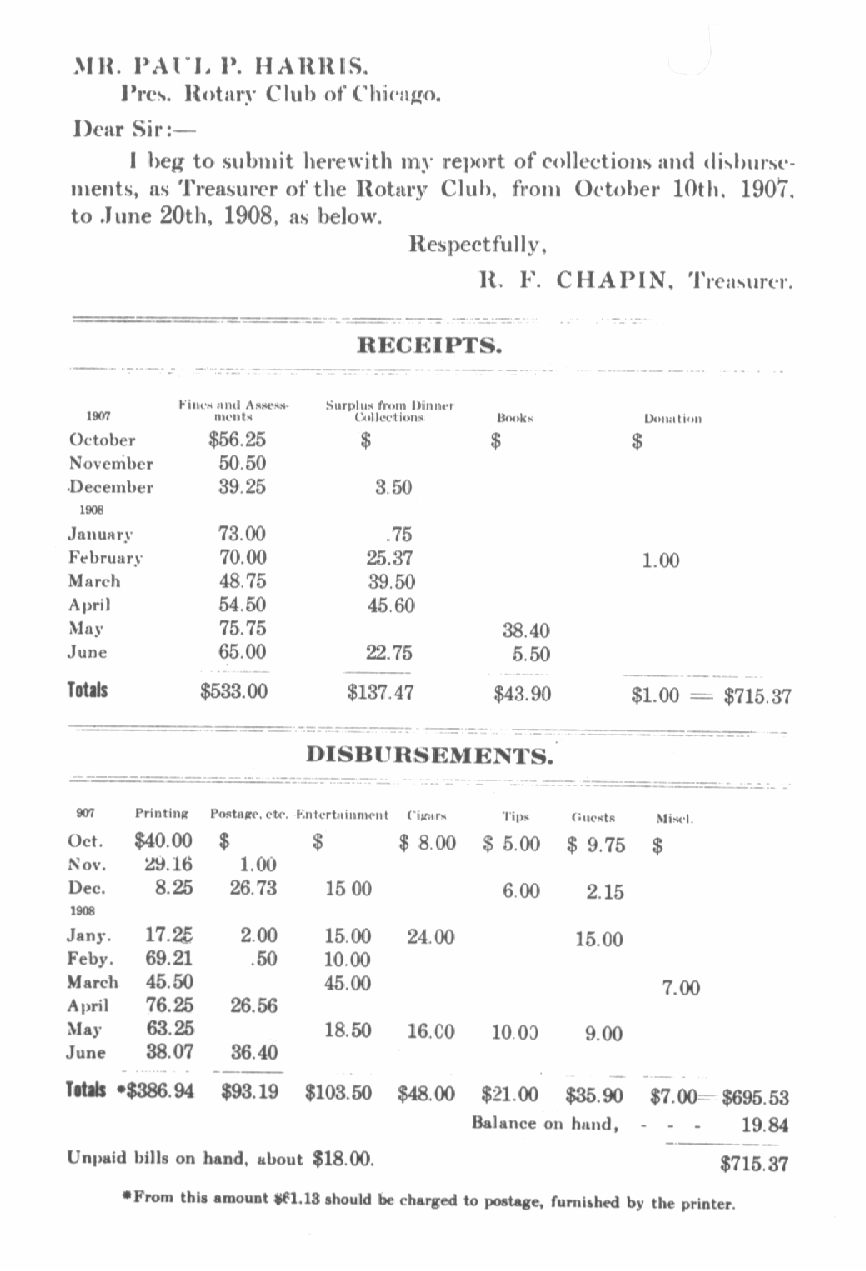 MR. PAUL P. HARRIS.
Pres. Rotary Club of Chicago.
Dear Sir:—
I beg to submit herewith my report of collections and disburse-
ments, as Treasurer of the Rotary Club, from October 10th, 1907,
to June 20th, 1908, as below.
Respectfully,
R. F. CHAPIN, Treasurer.
RECEIPTS.
1907 Fines and Assess-ments Surplus from Dinner Collections Books Donation
October $56.25 $ $ $
November 50.50
December 39.25 3.50
1908
January 73.00 .75
February 70.00 25.37 1.00
March 48.75 39.50
April 54.50 45.60
May 75.75 38.40
June 65.00 22.75 5.50
Totals $533.00 $137.47 $43.90 $1.00 = $715.37
DISBURSEMENTS.
907 Printing Postage, etc. Entertainment Cigars Tips Guests Miscl.
Oct. $40.00 $ $ $ 8.00 $ 5.00 $ 9.75 $
Nov. 29.16 1.00
Dec. 8.25 26.73 15 00 6.00 2.15
1908
Jany. 17.25 2.00 15.00 24.00 15.00
Feby. 69.21 .50 10.00
March 45.50 45.00 7.00
April 76.25 26.56
May 63.25 18.50 16.00 10.00 9.00
June 38.07 36.40
Totals *$386.94 $93.19 $103.50 $48.00 $21.00 $35.90 $7.00= $695.53
Balance on hand, - - - 19.84
Unpaid bills on hand, about $18.00. $715.37
*From this amount $61.13 should be charged to postage, furnished by the printer.